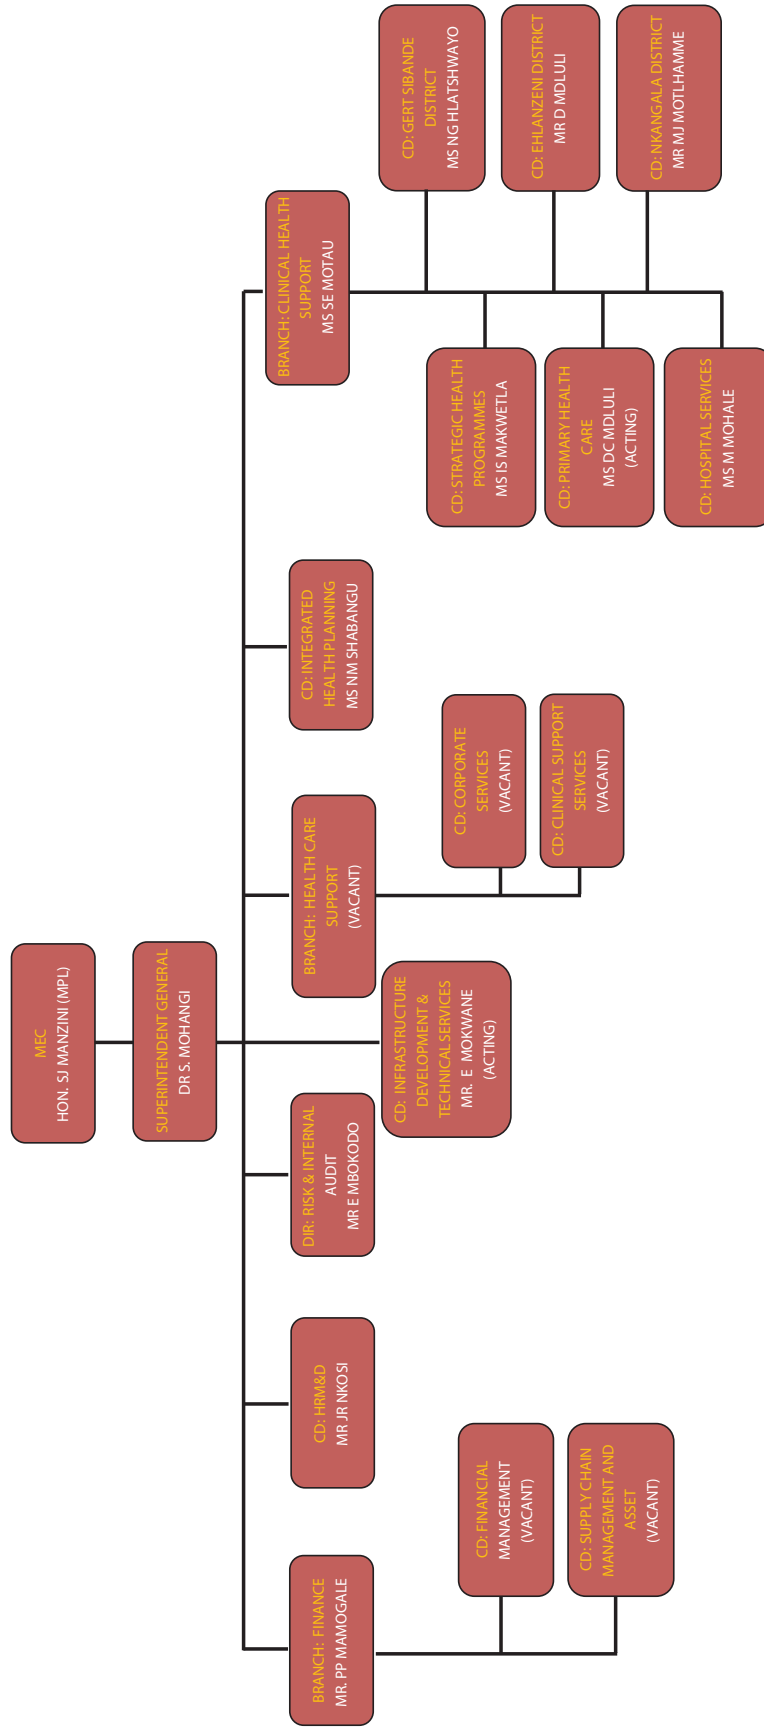 MEC
HON. SJ MANZINI (MPL)
SUPERINTENDENT GENERAL
DR S. MOHANGI
BRANCH: FINANCE
MR. PP MAMOGALE
CD: HRM&D
MR JR NKOSI
DIR: RISK & INTERNAL
AUDIT
MR E MBOKODO
CD: INFRASTRUCTURE
DEVELOPMENT &
TECHNICAL SERVICES
MR. E MOKWANE
(ACTING)
BRANCH: HEALTH CARE
SUPPORT
(VACANT)
CD: INTEGRATED
HEALTH PLANNING
MS NM SHABANGU
BRANCH: CLINICAL HEALTH
SUPPORT
MS SE MOTAU
CD: FINANCIAL
MANAGEMENT
(VACANT)
CD: SUPPLY CHAIN
MANAGEMENT AND
ASSET
(VACANT)
CD: CORPORATE
SERVICES
(VACANT)
CD: CLINICAL SUPPORT
SERVICES
(VACANT)
CD: STRATEGIC HEALTH
PROGRAMMES
MS IS MAKWETLA
CD: PRIMARY HEALTH
CARE
MS DC MDLULI
(ACTING)
CD: HOSPITAL SERVICES
MS M MOHALE
CD: GERT SIBANDE
DISTRICT
MS NG HLATSHWAYO
CD: EHLANZENI DISTRICT
MR D MDLULI
CD: NKANGALA DISTRICT
MR MJ MOTLHAMME